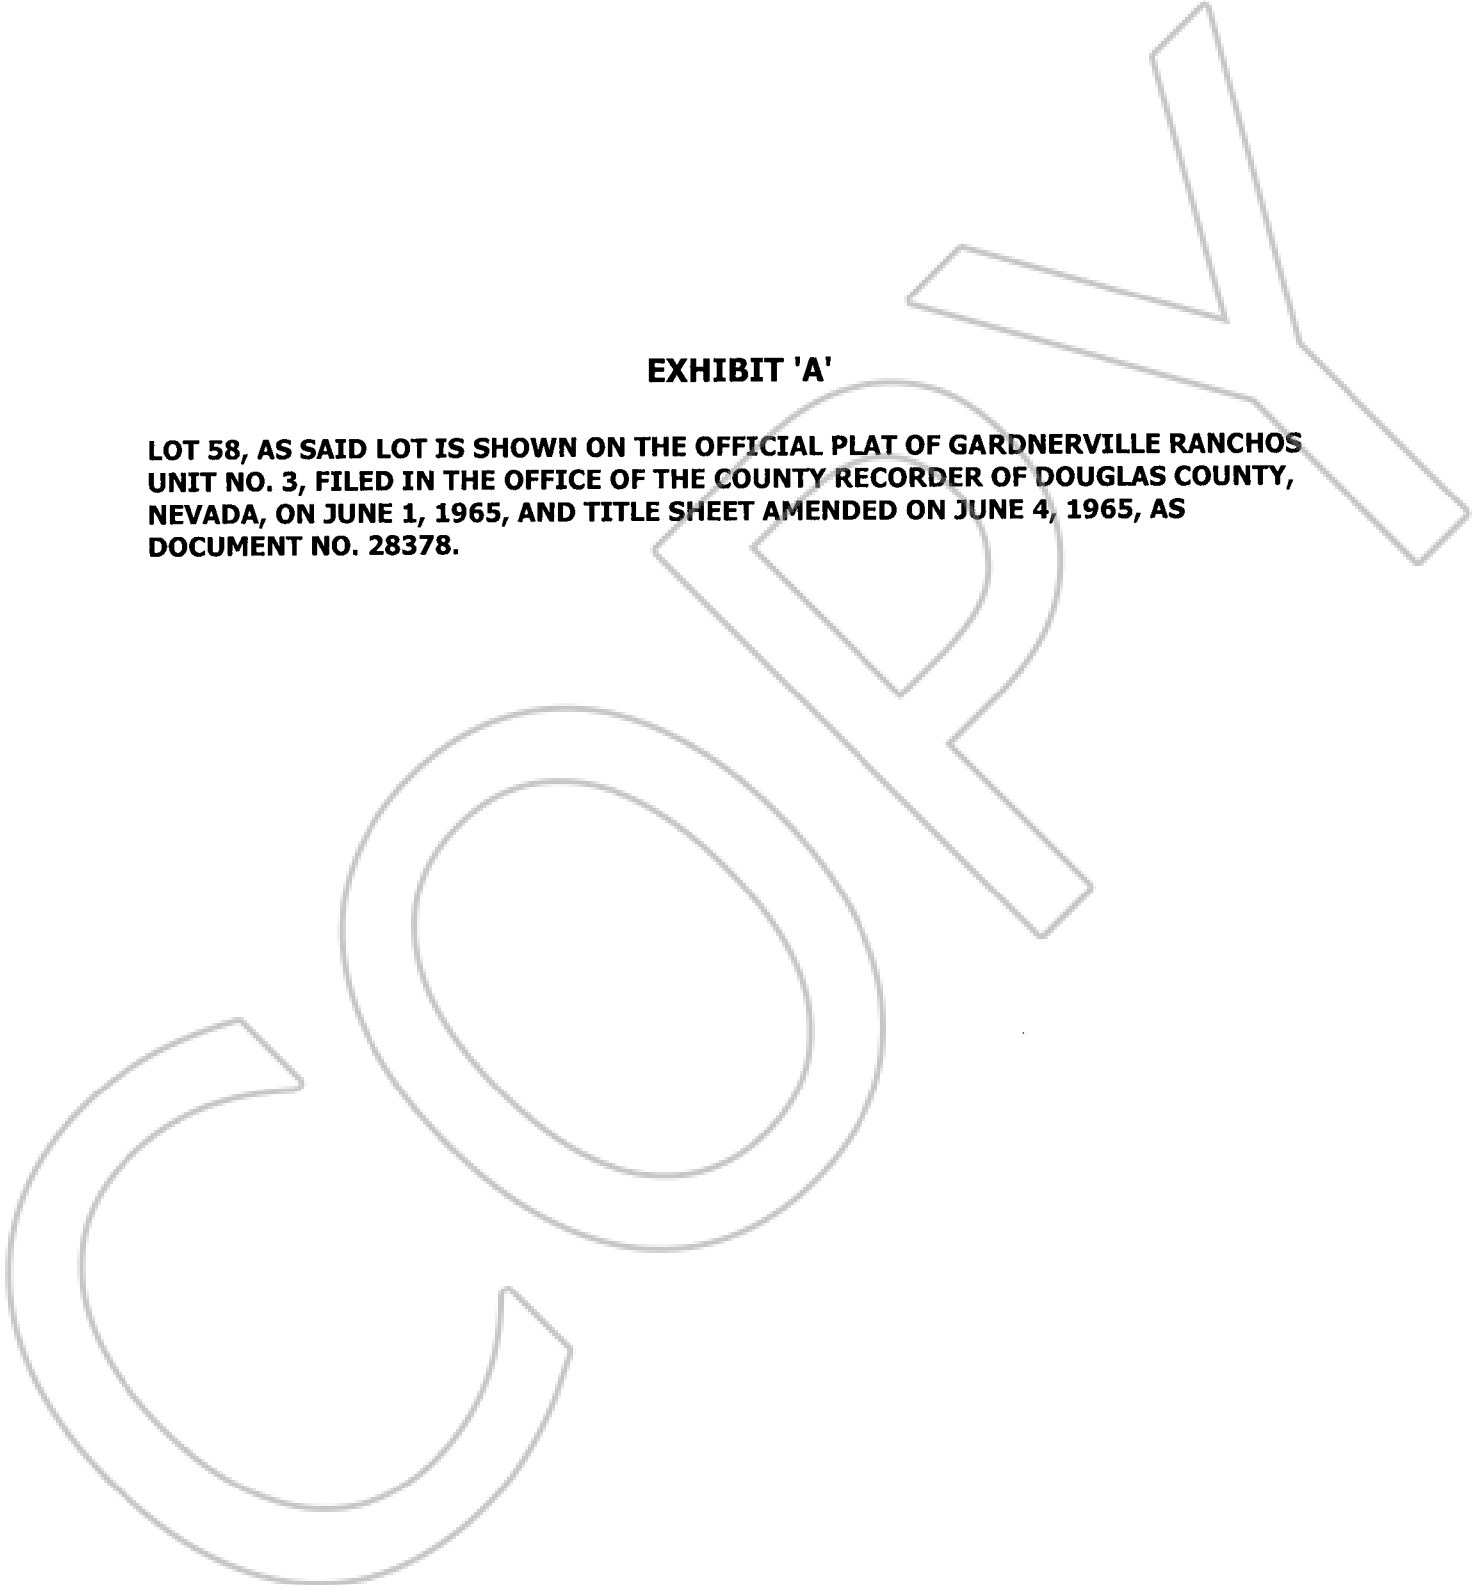 EXHIBIT 'A'
LOT 58, AS SAID LOT IS SHOWN ON THE OFFICIAL PLAT OF GARDNERVILLE RANCHOS
UNIT NO. 3, FILED IN THE OFFICE OF THE COUNTY RECORDER OF DOUGLAS COUNTY,
NEVADA, ON JUNE 1, 1965, AND TITLE SHEET AMENDED ON JUNE 4, 1965, AS
DOCUMENT NO. 28378.
COPY